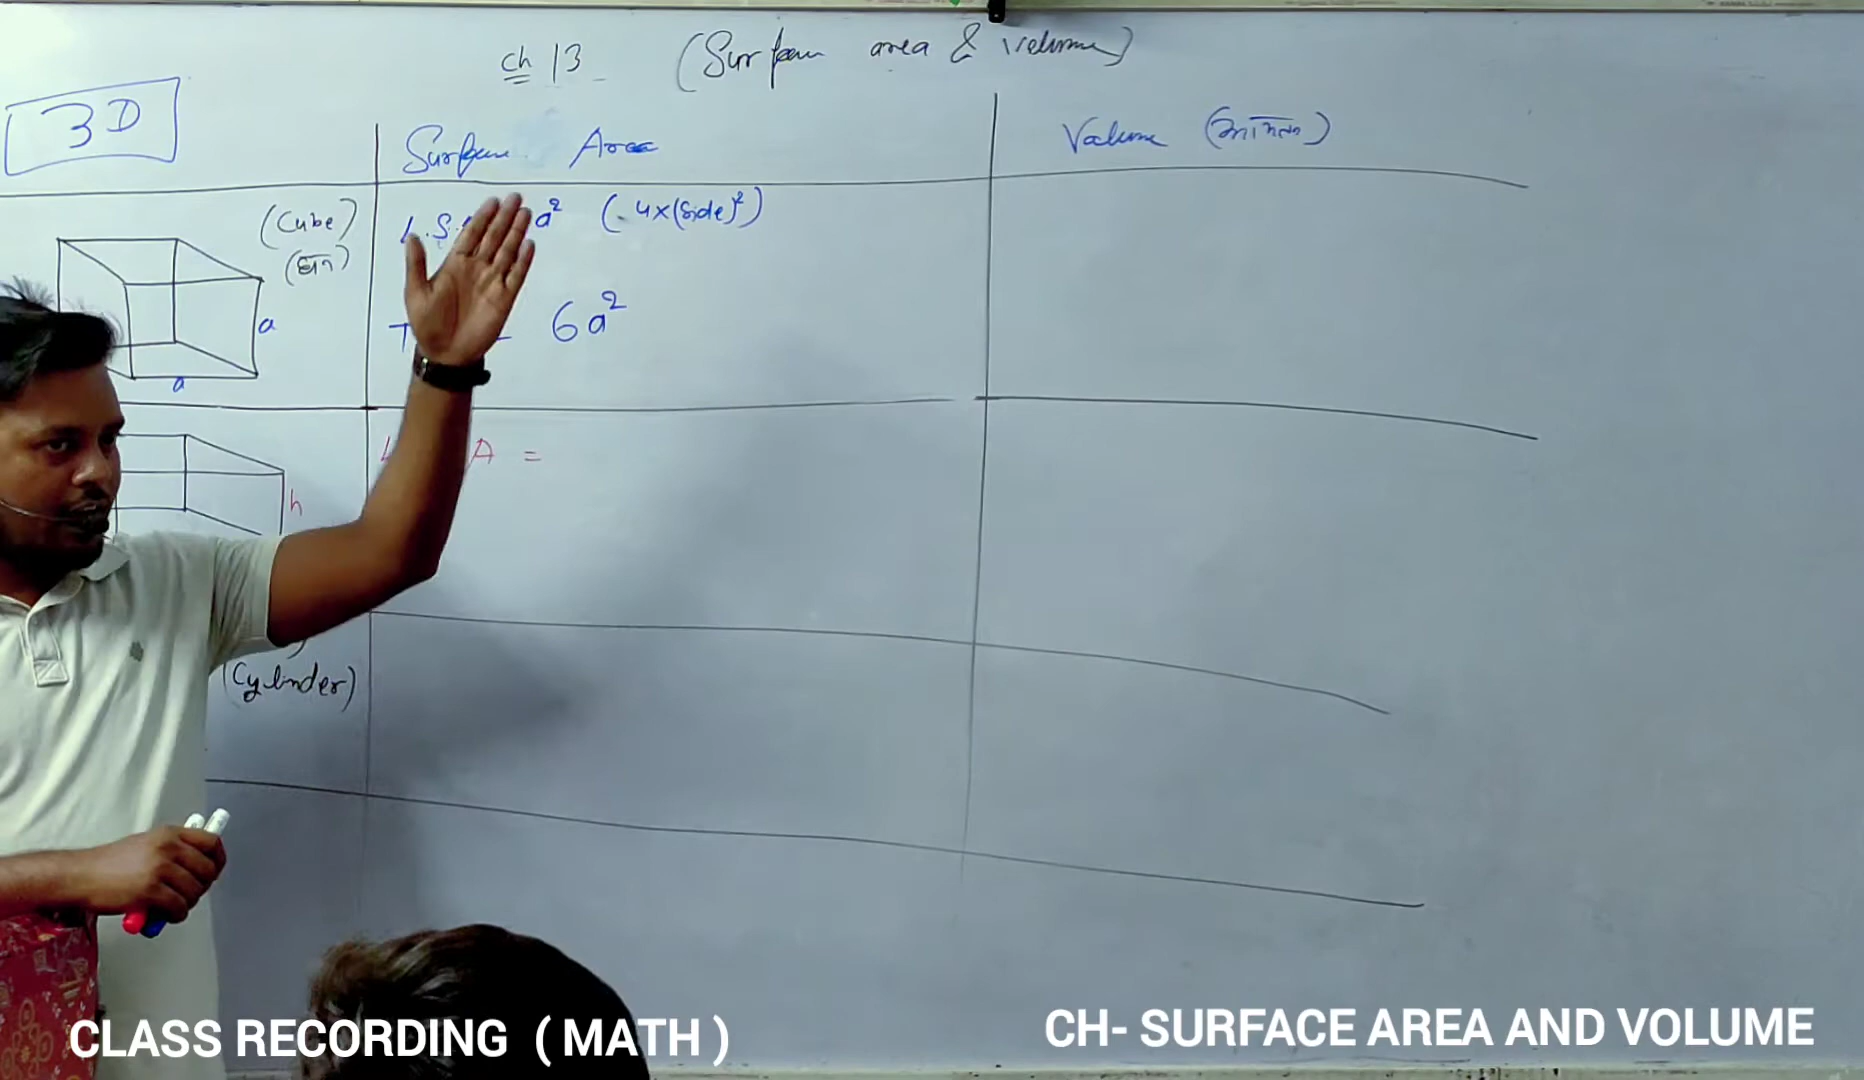 ch 13 (Surface area & Volume)
3D
Surface Area
Volume (आयतन)
(Cube)
(घन)
L.S. a² (4×(Side)²)
a
T = 6a²
a
A =
h
(Cylinder)
CLASS RECORDING ( MATH )
CH- SURFACE AREA AND VOLUME